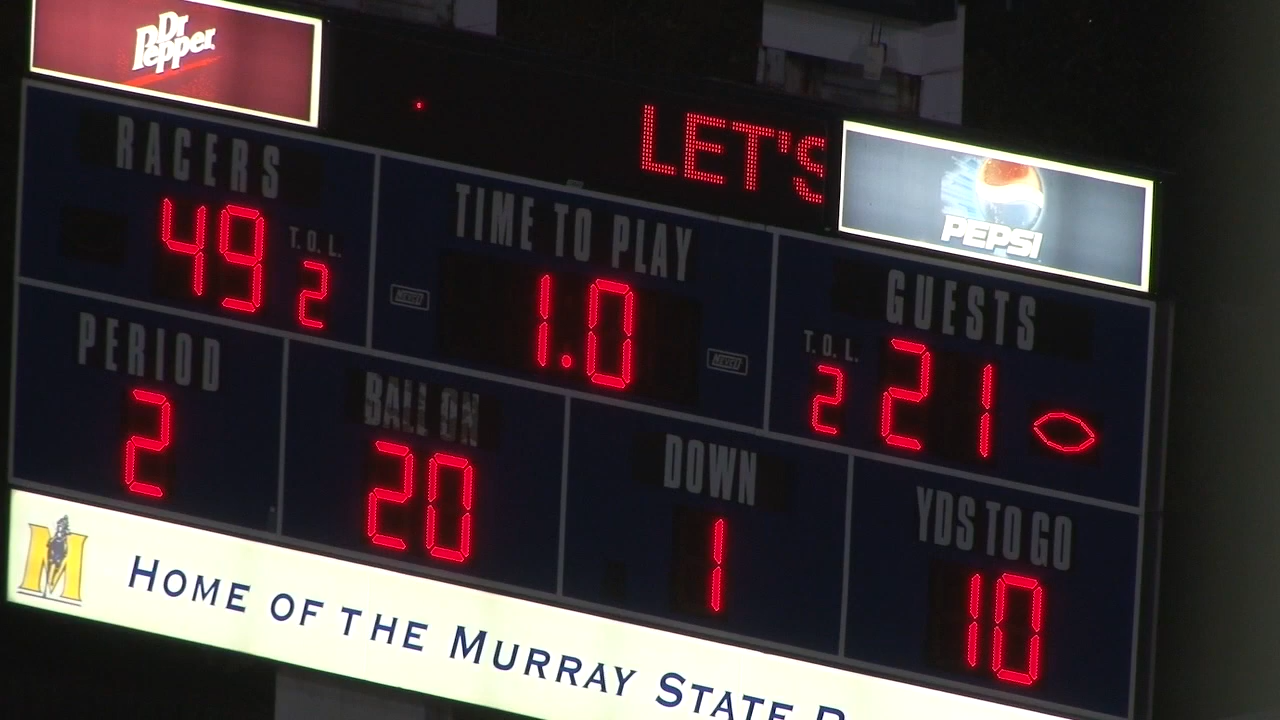 Dr Pepper
LET'S
PEPSI
RACERS
49 T.O.L. 2
TIME TO PLAY
1.0
GUESTS
T.O.L. 2 21
PERIOD
2
BALL ON
20
DOWN
1
YDS TO GO
10
M HOME OF THE MURRAY STATE